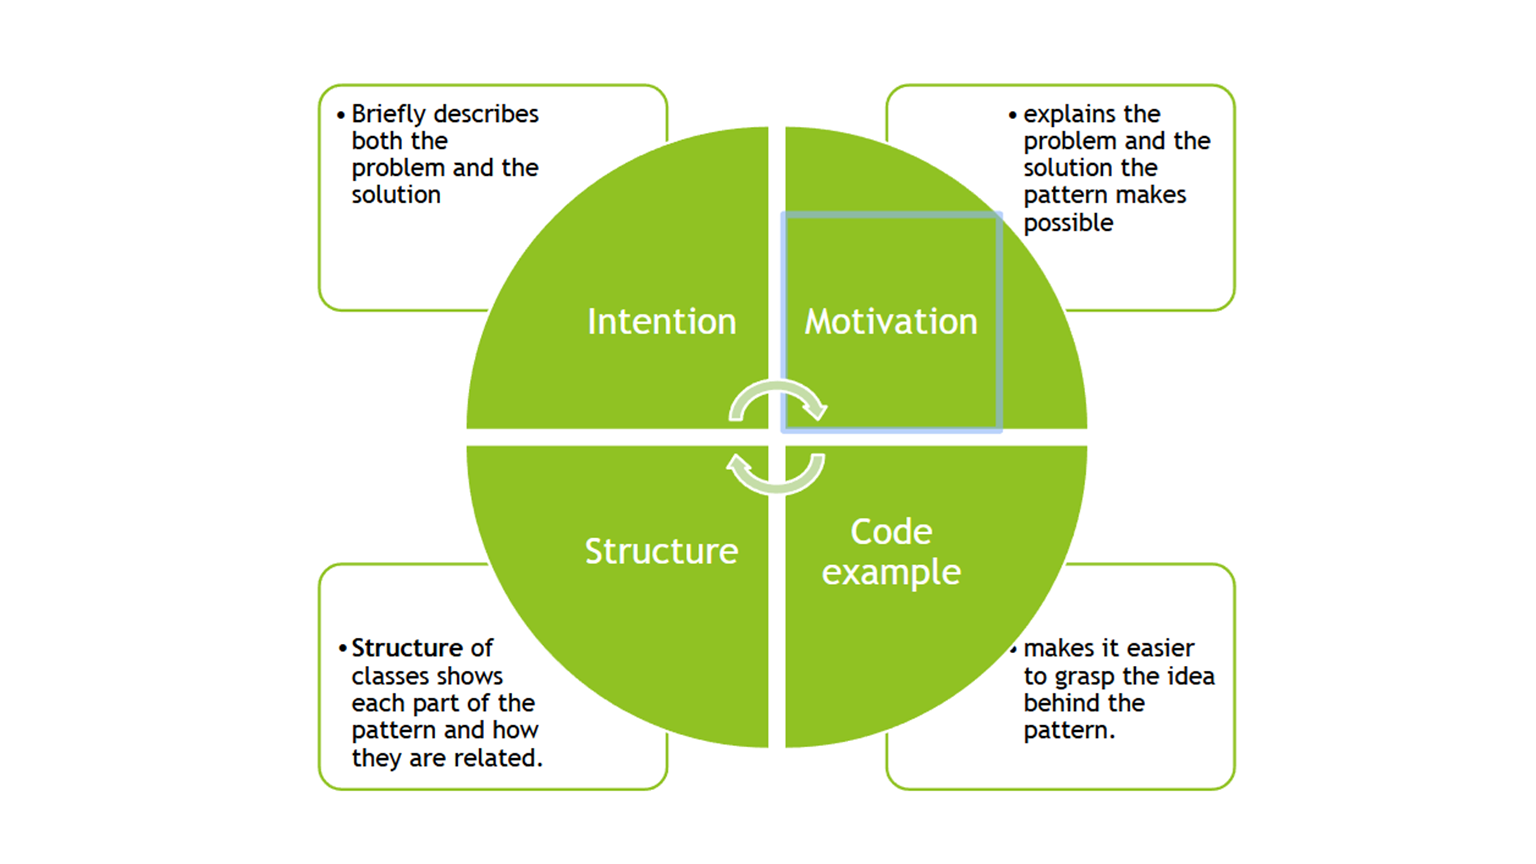 • Briefly describes
both the
problem and the
solution
• explains the
problem and the
solution the
pattern makes
possible
Intention
Motivation
Structure
Code
example
• Structure of
classes shows
each part of the
pattern and how
they are related.
• makes it easier
to grasp the idea
behind the
pattern.